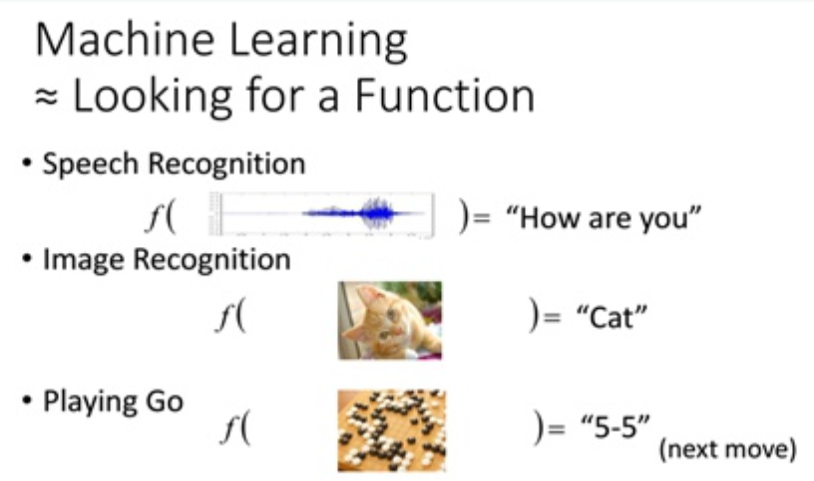 Machine Learning
≈ Looking for a Function
• Speech Recognition
f( )= “How are you”
• Image Recognition
f( )= “Cat”
• Playing Go
f( )= “5-5”
(next move)